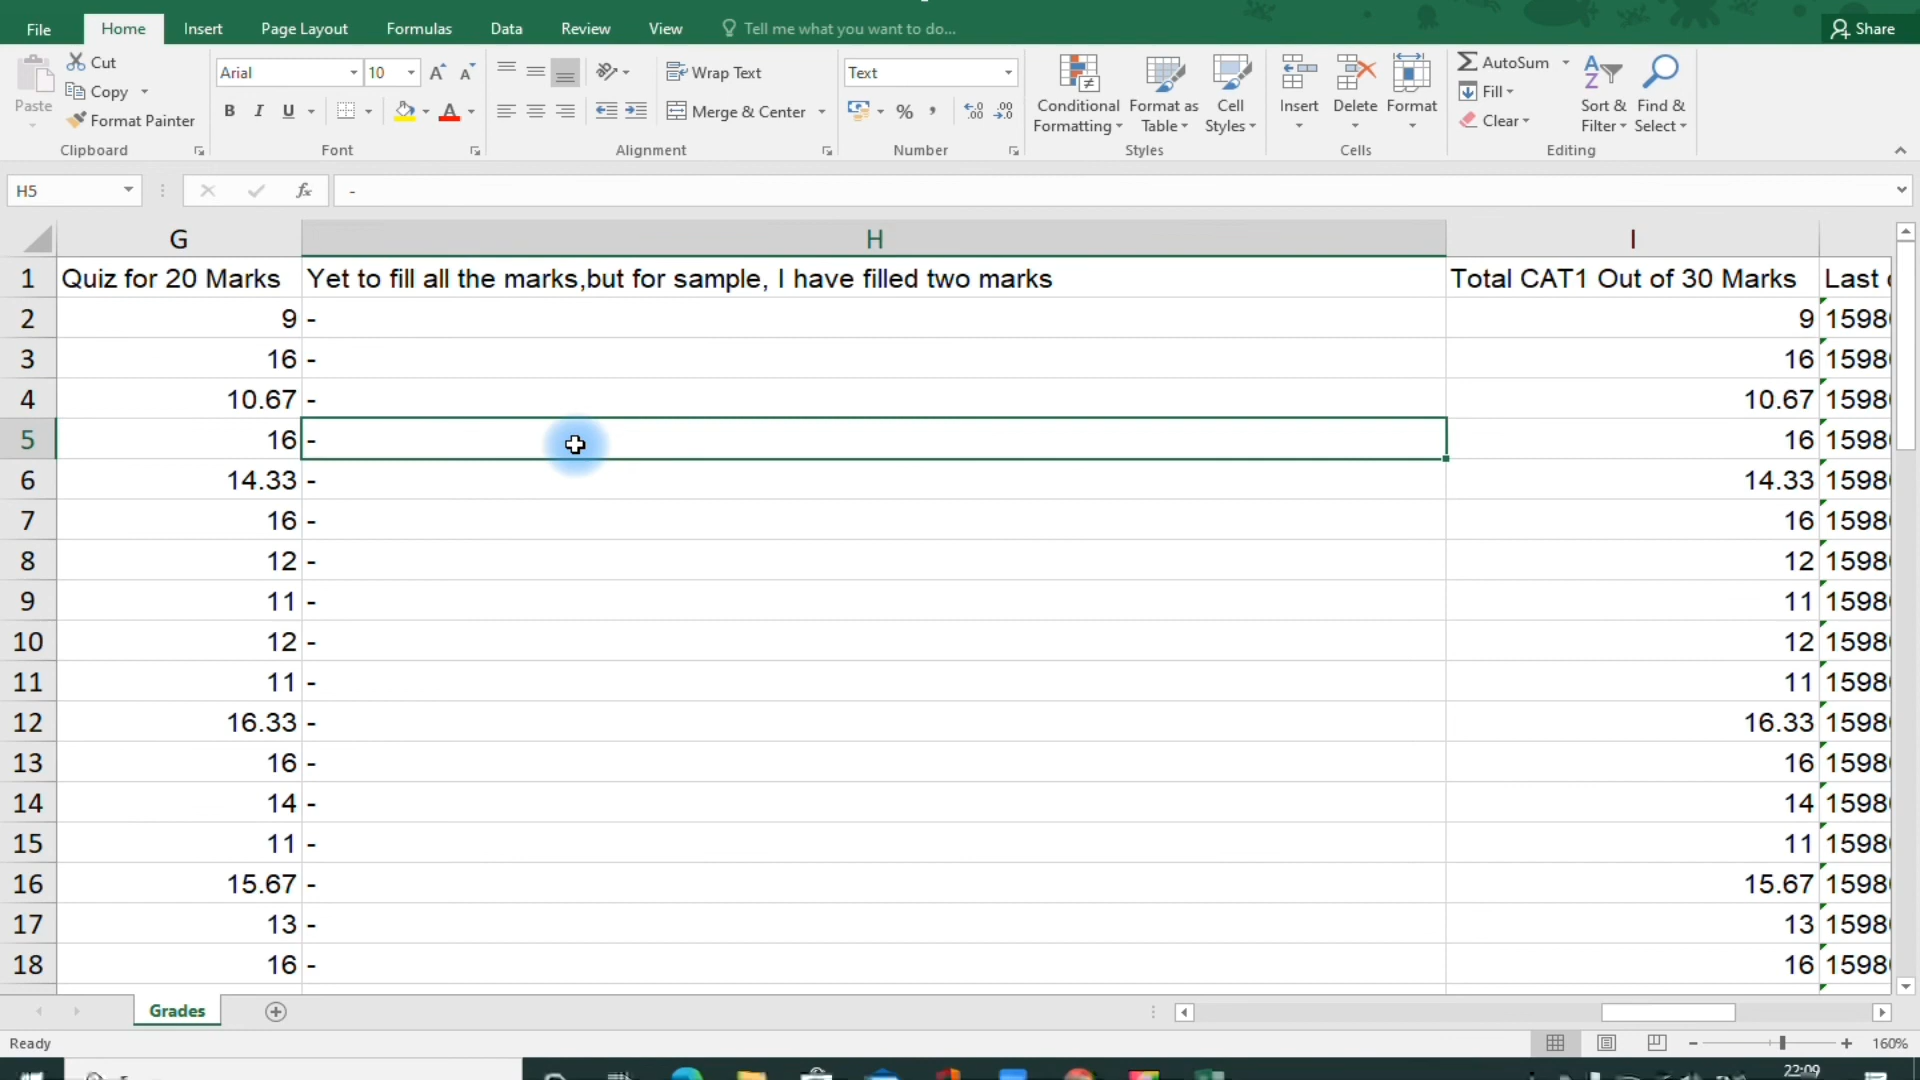 File Home Insert Page Layout Formulas Data Review View Tell me what you want to do... Share
Paste Cut Copy Format Painter
Arial 10 B I U
Wrap Text Merge & Center
Text % ,
Conditional Formatting Format as Table Cell Styles
Insert Delete Format
AutoSum Fill Clear
Sort & Filter Find & Select
Clipboard Font Alignment Number Styles Cells Editing
H5 fx -
G H I
1 Quiz for 20 Marks Yet to fill all the marks,but for sample, I have filled two marks Total CAT1 Out of 30 Marks Last
2 9 - 9 1598
3 16 - 16 1598
4 10.67 - 10.67 1598
5 16 - 16 1598
6 14.33 - 14.33 1598
7 16 - 16 1598
8 12 - 12 1598
9 11 - 11 1598
10 12 - 12 1598
11 11 - 11 1598
12 16.33 - 16.33 1598
13 16 - 16 1598
14 14 - 14 1598
15 11 - 11 1598
16 15.67 - 15.67 1598
17 13 - 13 1598
18 16 - 16 1598
Grades
Ready 160%
22:09